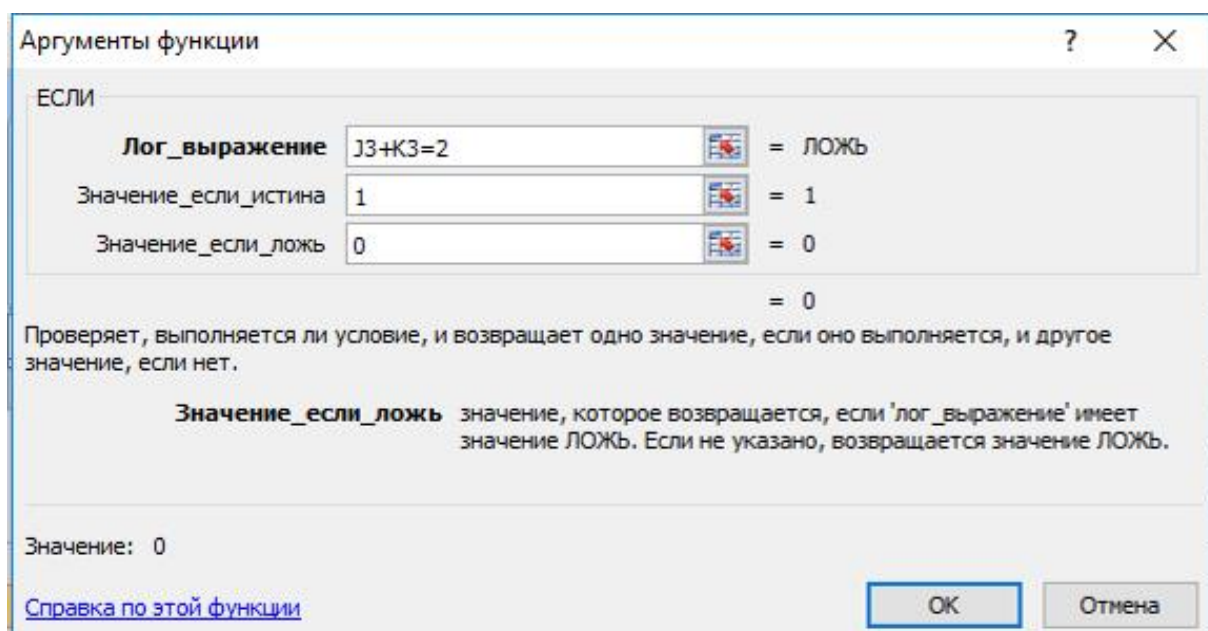 Аргументы функции ? ×
ЕСЛИ
Лог_выражение J3+K3=2 = ЛОЖЬ
Значение_если_истина 1 = 1
Значение_если_ложь 0 = 0
= 0
Проверяет, выполняется ли условие, и возвращает одно значение, если оно выполняется, и другое
значение, если нет.
Значение_если_ложь значение, которое возвращается, если 'лог_выражение' имеет
значение ЛОЖЬ. Если не указано, возвращается значение ЛОЖЬ.
Значение: 0
Справка по этой функции ОК Отмена